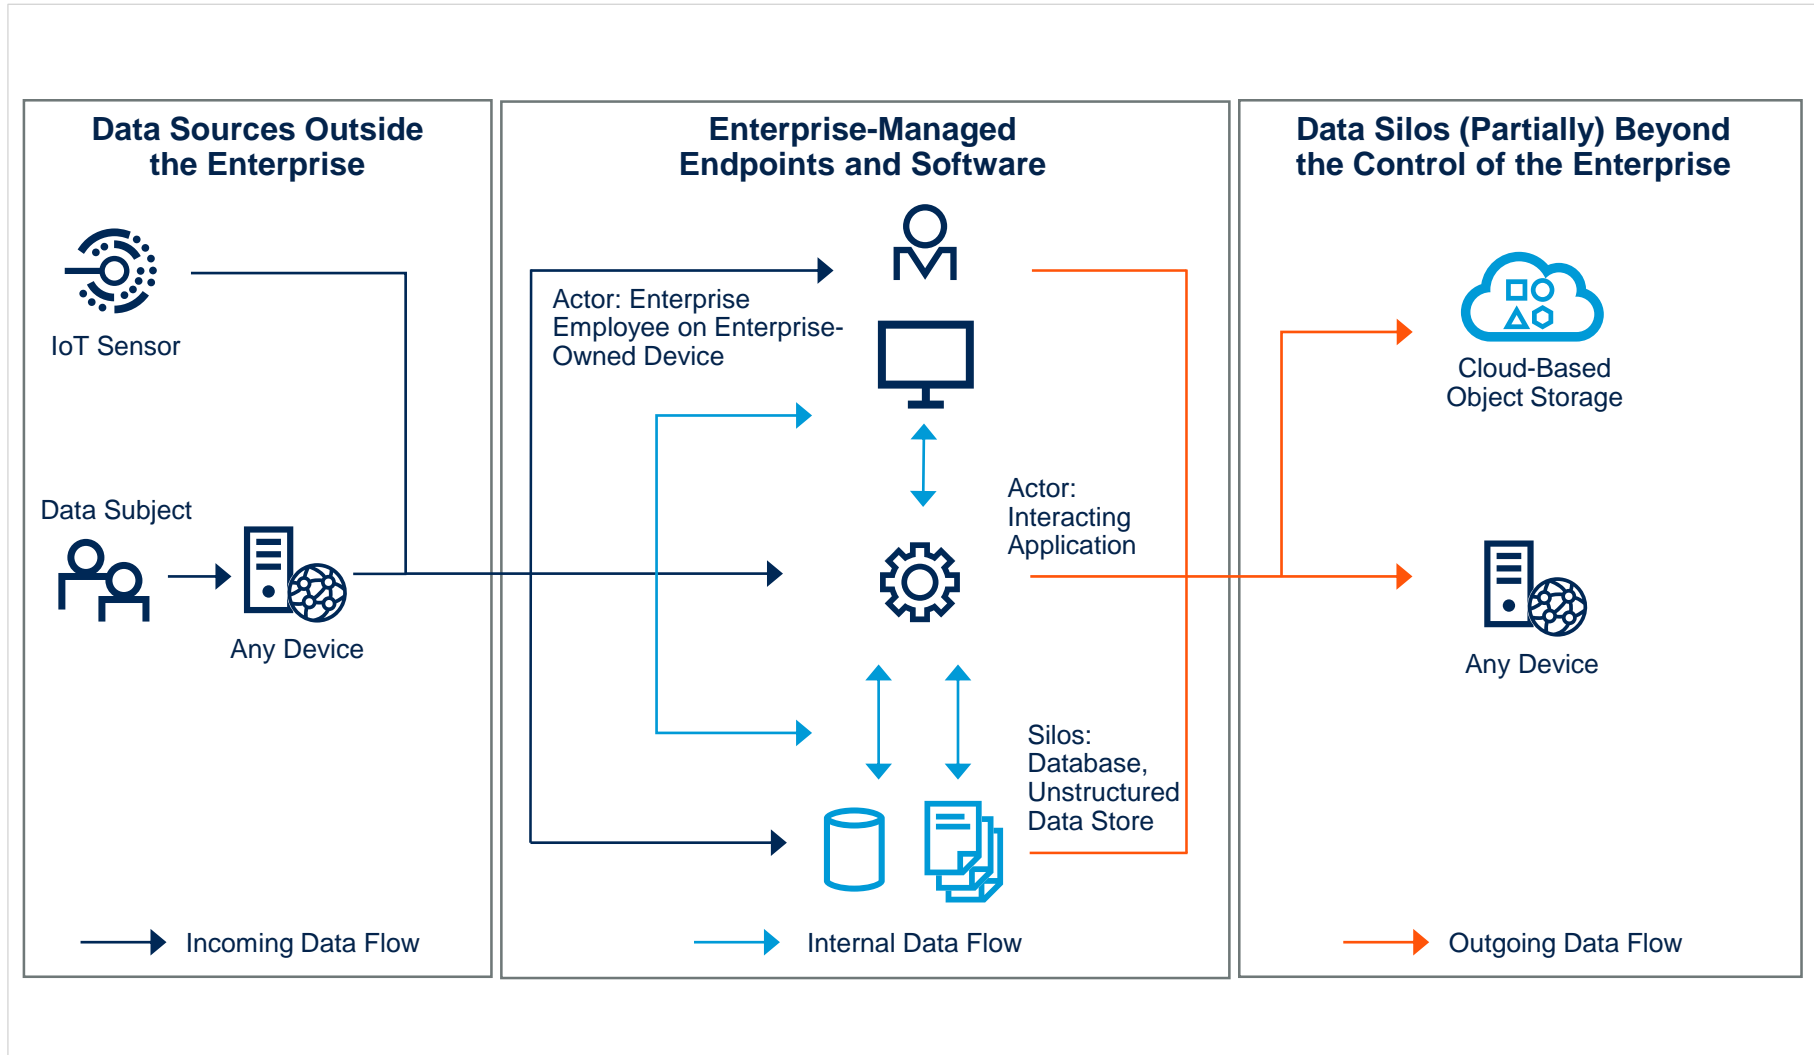 Data Sources Outside
the Enterprise
IoT Sensor
Data Subject
Any Device
Incoming Data Flow
Enterprise-Managed
Endpoints and Software
Actor: Enterprise
Employee on Enterprise-
Owned Device
Actor:
Interacting
Application
Silos:
Database,
Unstructured
Data Store
Internal Data Flow
Data Silos (Partially) Beyond
the Control of the Enterprise
Cloud-Based
Object Storage
Any Device
Outgoing Data Flow